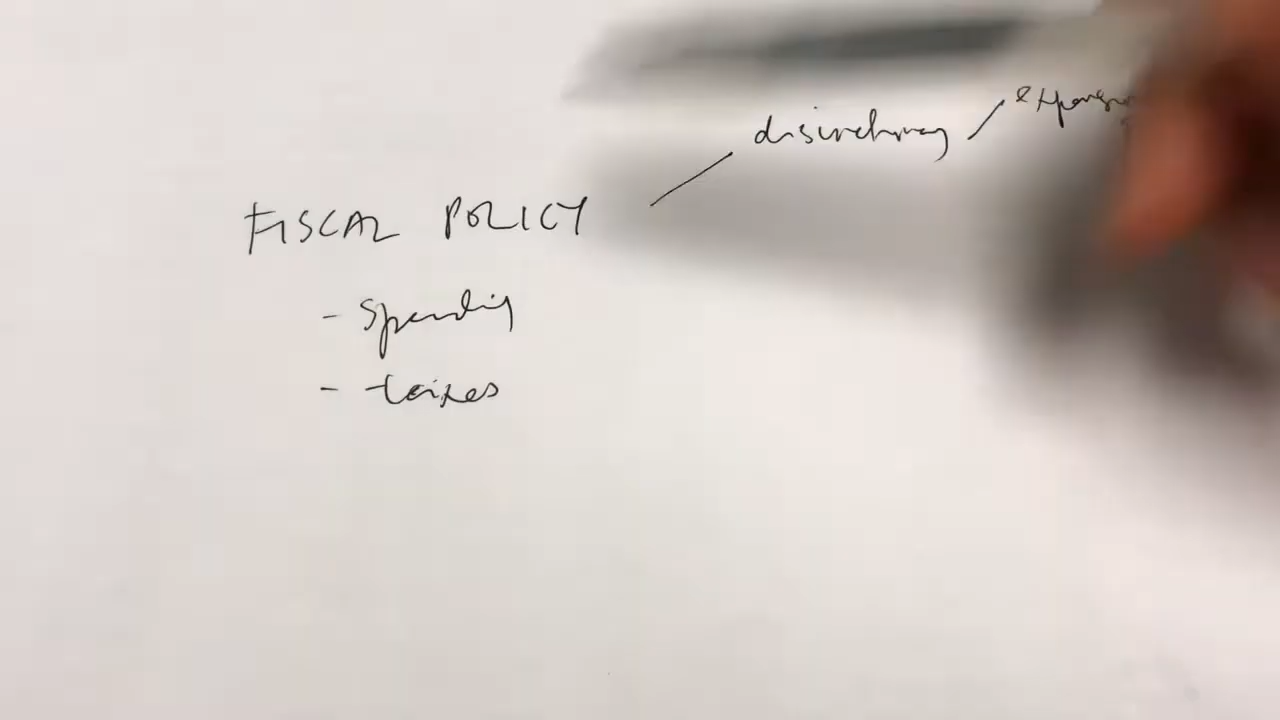 discretionary
FISCAL POLICY
- spending
- taxes